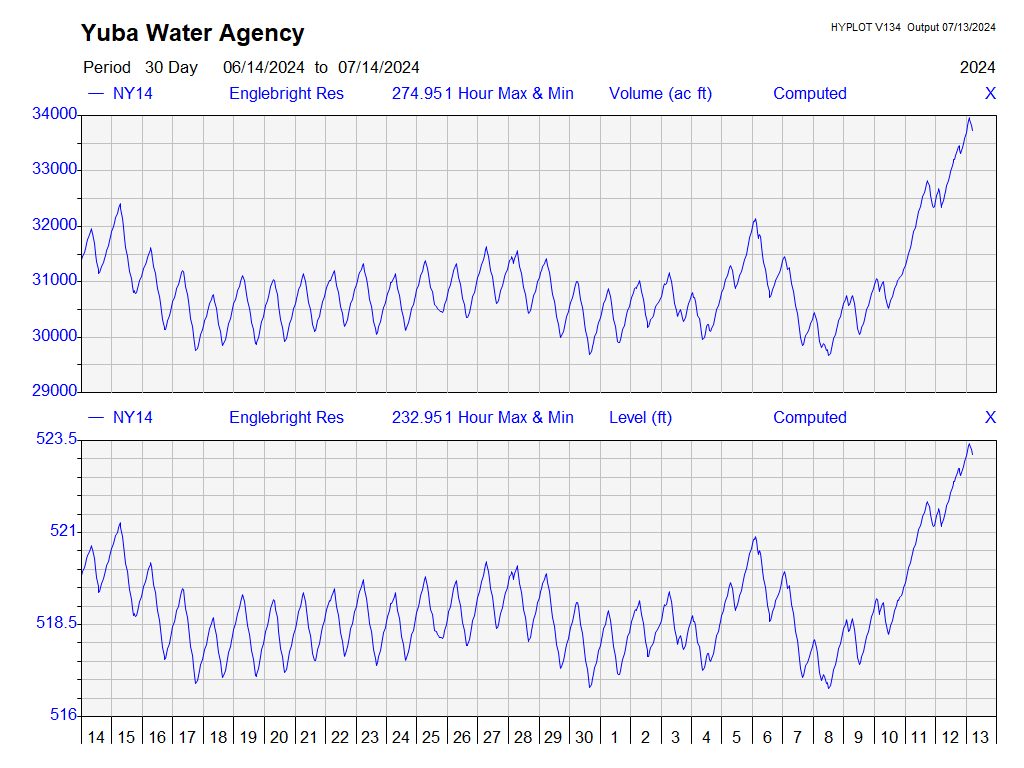 Yuba Water Agency
HYPLOT V134 Output 07/13/2024
Period 30 Day 06/14/2024 to 07/14/2024 2024
— NY14 Englebright Res 274.951 Hour Max & Min Volume (ac ft) Computed X
34000
33000
32000
31000
30000
29000
— NY14 Englebright Res 232.951 Hour Max & Min Level (ft) Computed X
523.5
521
518.5
516
14 15 16 17 18 19 20 21 22 23 24 25 26 27 28 29 30 1 2 3 4 5 6 7 8 9 10 11 12 13